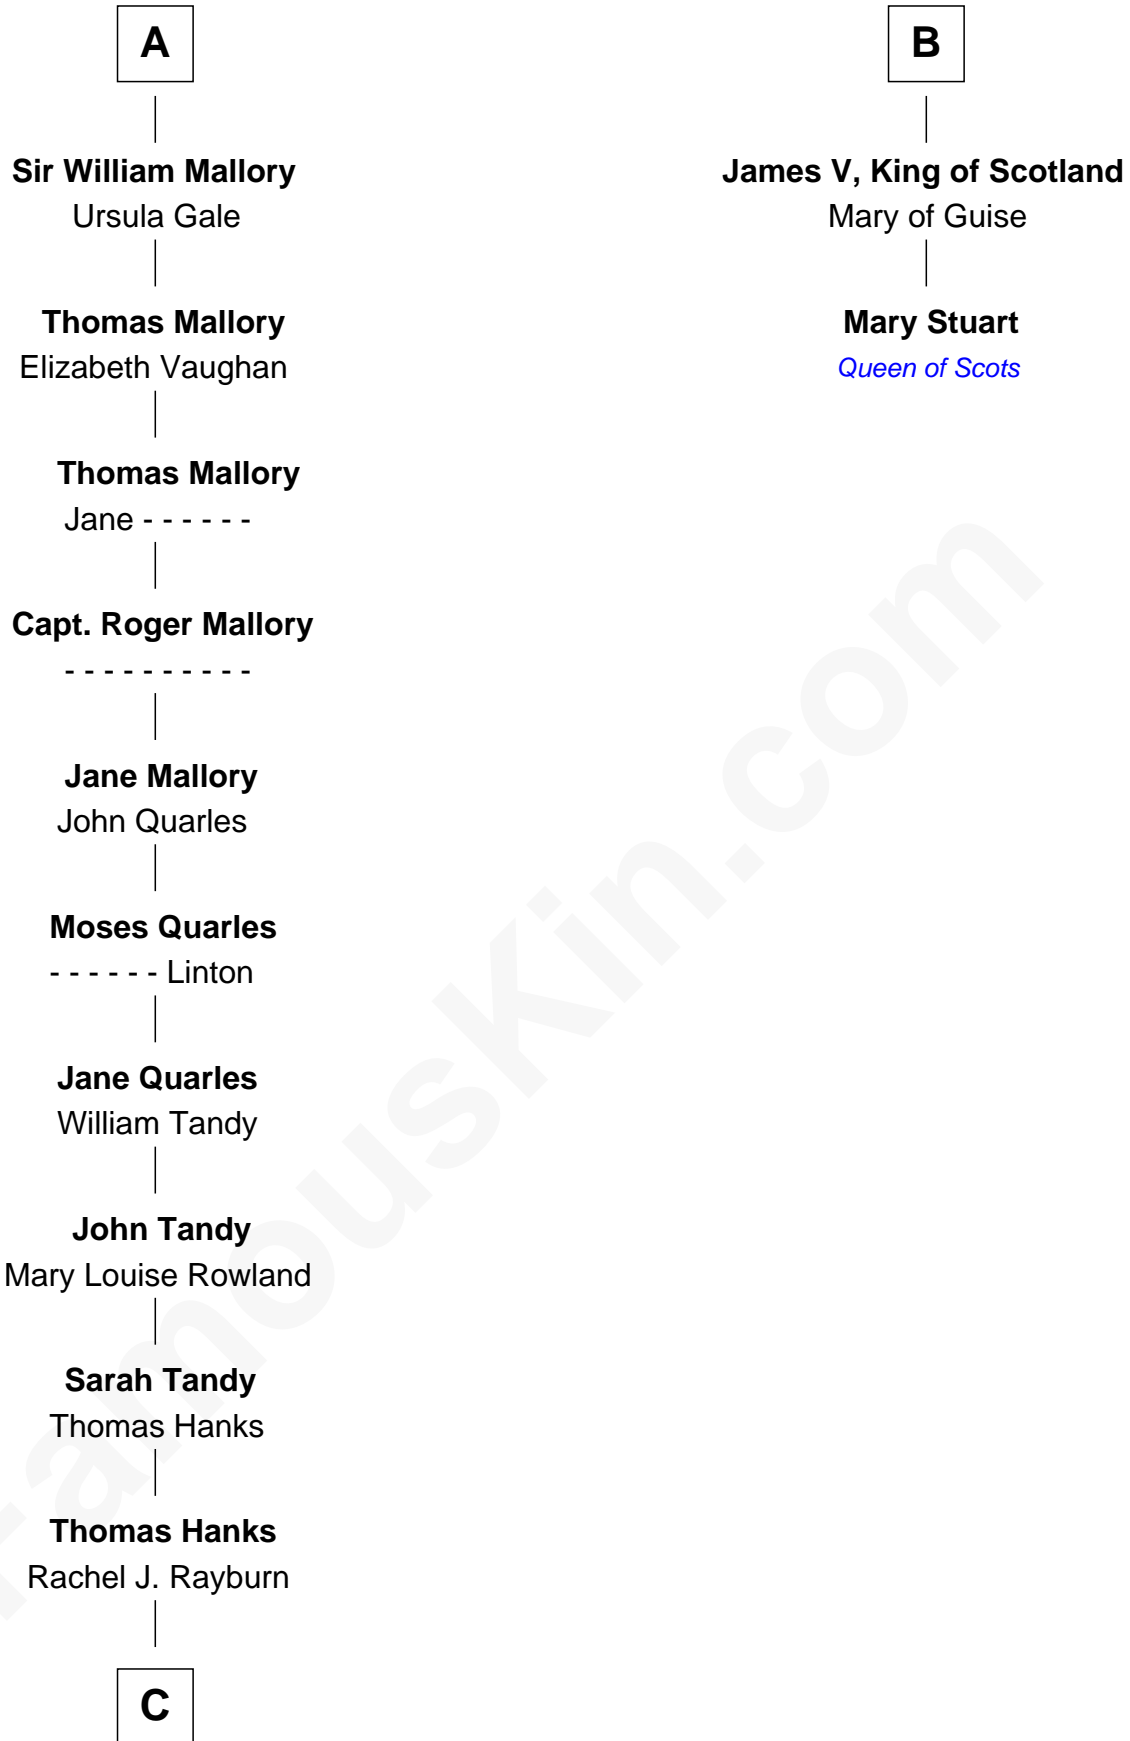 A
Sir William Mallory
Ursula Gale
Thomas Mallory
Elizabeth Vaughan
Thomas Mallory
Jane - - - - - -
Capt. Roger Mallory
- - - - - - - - - -
Jane Mallory
John Quarles
Moses Quarles
- - - - - - Linton
Jane Quarles
William Tandy
John Tandy
Mary Louise Rowland
Sarah Tandy
Thomas Hanks
Thomas Hanks
Rachel J. Rayburn
C
B
James V, King of Scotland
Mary of Guise
Mary Stuart
Queen of Scots
FamousKin.com